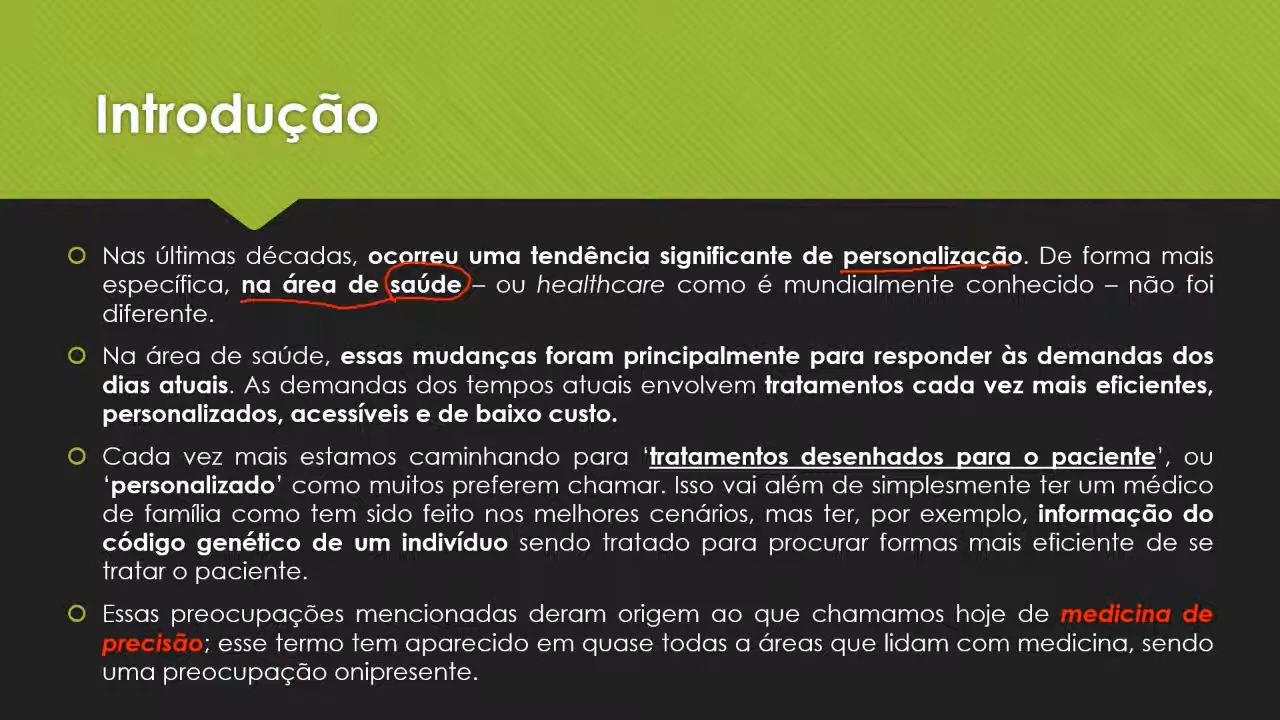 Introdução
Nas últimas décadas, ocorreu uma tendência significante de personalização. De forma mais
específica, na área de saúde – ou healthcare como é mundialmente conhecido – não foi
diferente.
Na área de saúde, essas mudanças foram principalmente para responder às demandas dos
dias atuais. As demandas dos tempos atuais envolvem tratamentos cada vez mais eficientes,
personalizados, acessíveis e de baixo custo.
Cada vez mais estamos caminhando para ‘tratamentos desenhados para o paciente’, ou
‘personalizado’ como muitos preferem chamar. Isso vai além de simplesmente ter um médico
de família como tem sido feito nos melhores cenários, mas ter, por exemplo, informação do
código genético de um indivíduo sendo tratado para procurar formas mais eficiente de se
tratar o paciente.
Essas preocupações mencionadas deram origem ao que chamamos hoje de medicina de
precisão; esse termo tem aparecido em quase todas a áreas que lidam com medicina, sendo
uma preocupação onipresente.